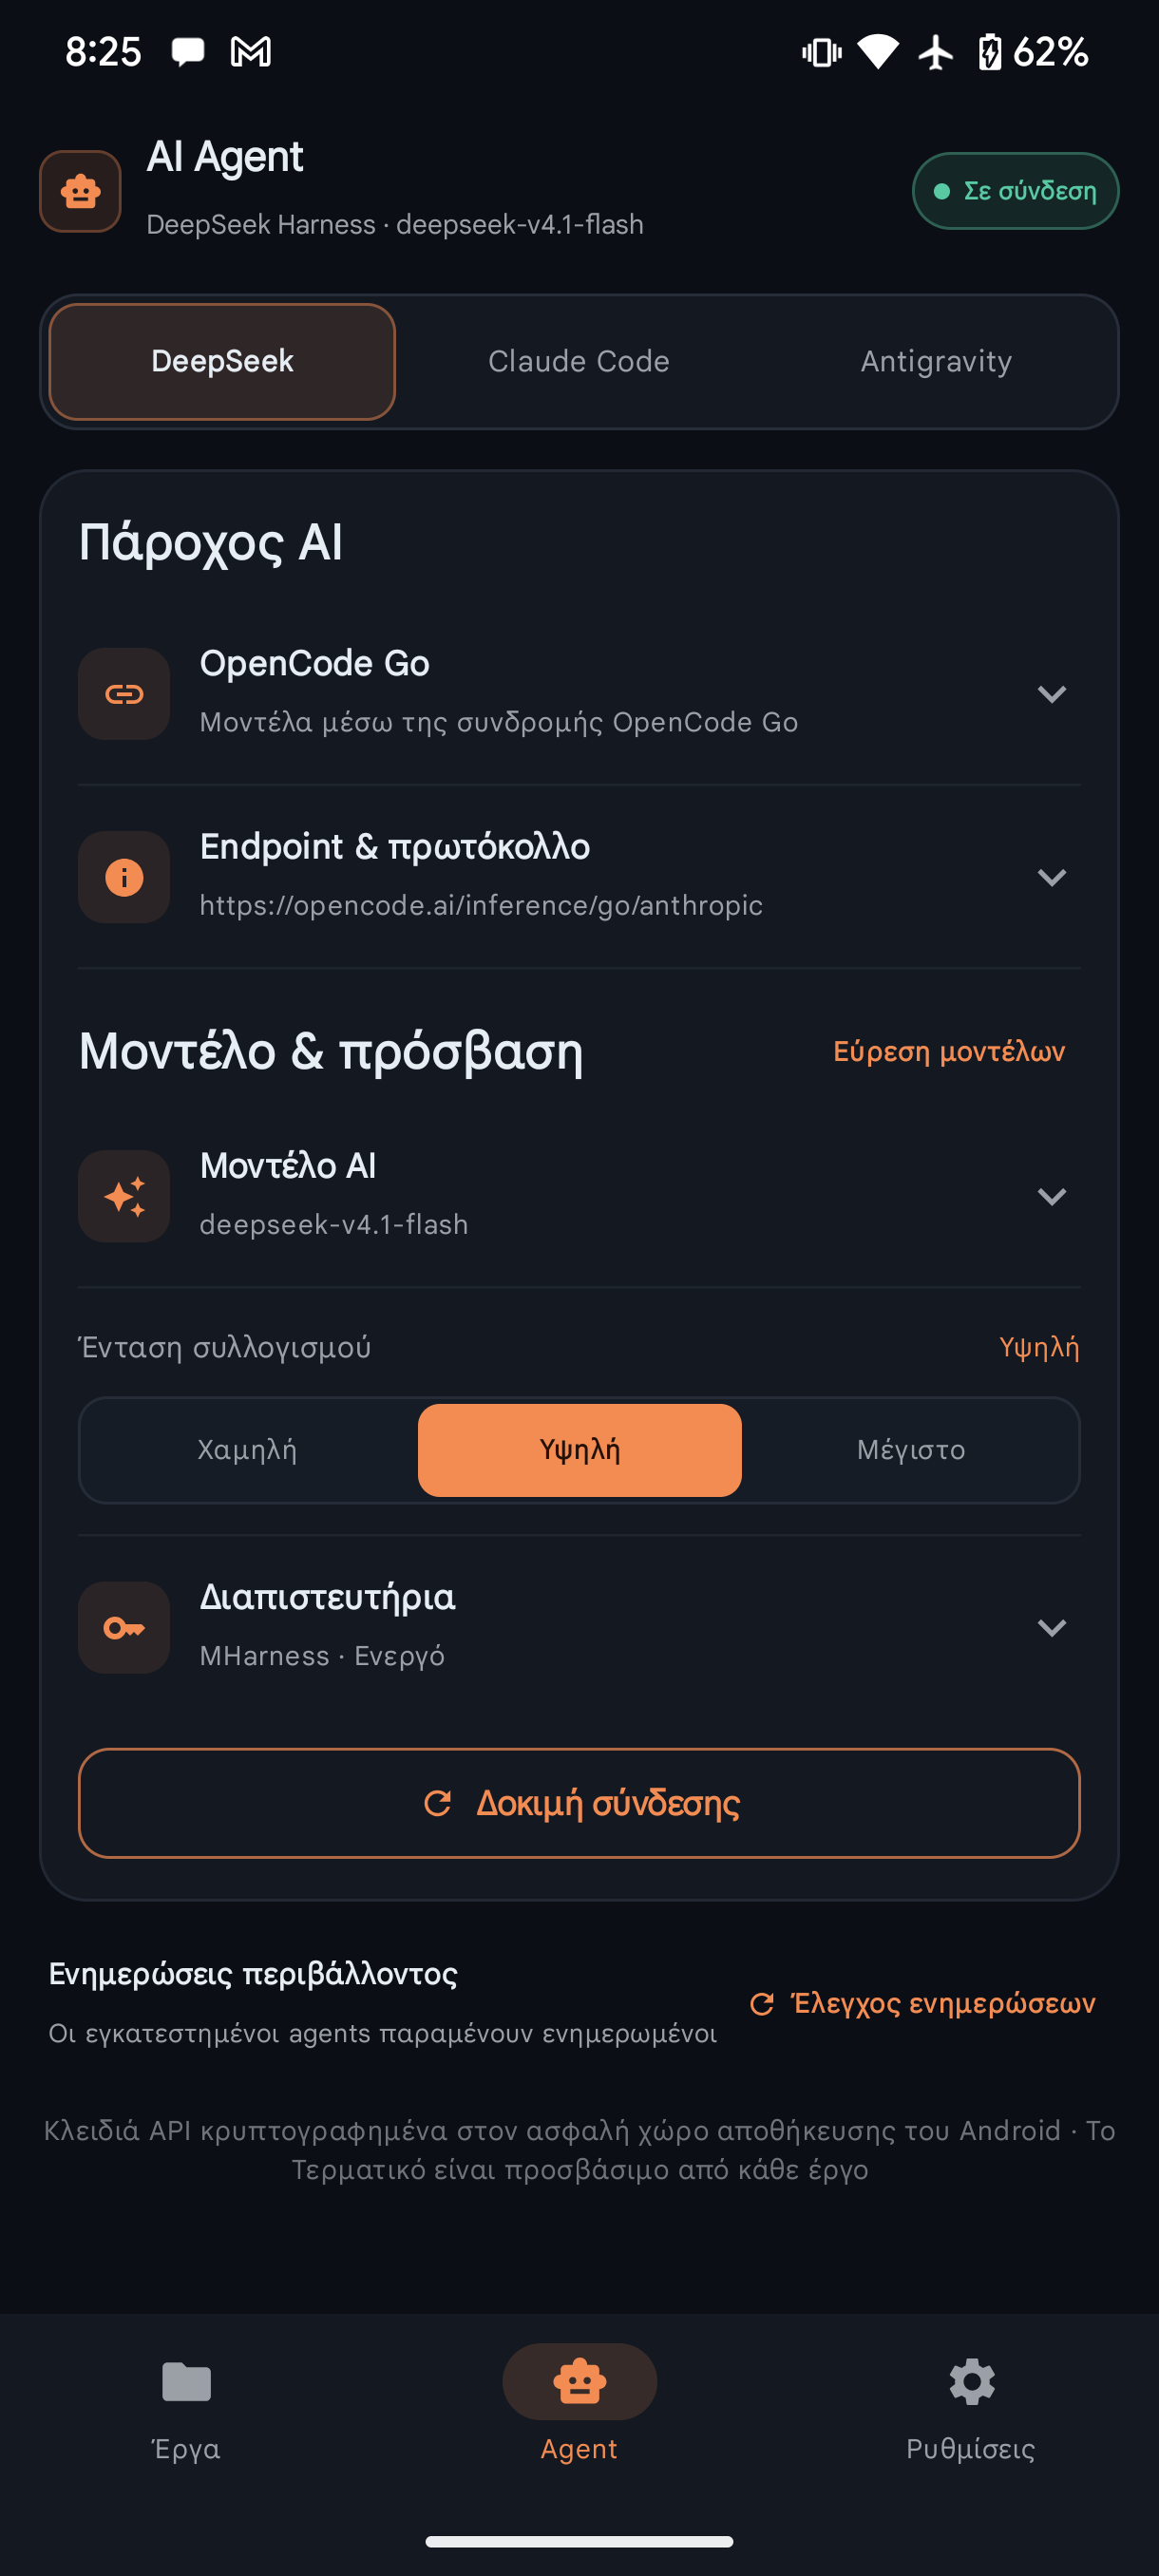 8:25
62%
AI Agent
DeepSeek Harness · deepseek-v4.1-flash
Σε σύνδεση
DeepSeek
Claude Code
Antigravity
Πάροχος AI
OpenCode Go
Μοντέλα μέσω της συνδρομής OpenCode Go
Endpoint & πρωτόκολλο
https://opencode.ai/inference/go/anthropic
Μοντέλο & πρόσβαση
Εύρεση μοντέλων
Μοντέλο AI
deepseek-v4.1-flash
Ένταση συλλογισμού
Υψηλή
Χαμηλή
Υψηλή
Μέγιστο
Διαπιστευτήρια
MHarness · Ενεργό
Δοκιμή σύνδεσης
Ενημερώσεις περιβάλλοντος
Οι εγκατεστημένοι agents παραμένουν ενημερωμένοι
Έλεγχος ενημερώσεων
Κλειδιά API κρυπτογραφημένα στον ασφαλή χώρο αποθήκευσης του Android · Το
Τερματικό είναι προσβάσιμο από κάθε έργο
Έργα
Agent
Ρυθμίσεις